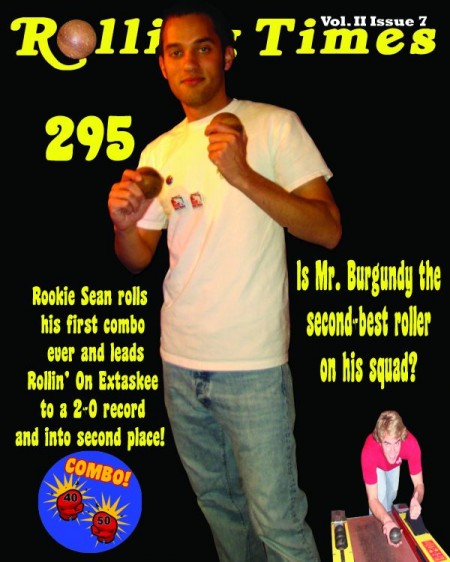 Vol. II Issue 7
Rolling Times
295
Rookie Sean rolls
his first combo
ever and leads
Rollin' On Extaskee
to a 2-0 record
and into second place!
Is Mr. Burgundy the
second-best roller
on his squad?
COMBO!
40
50